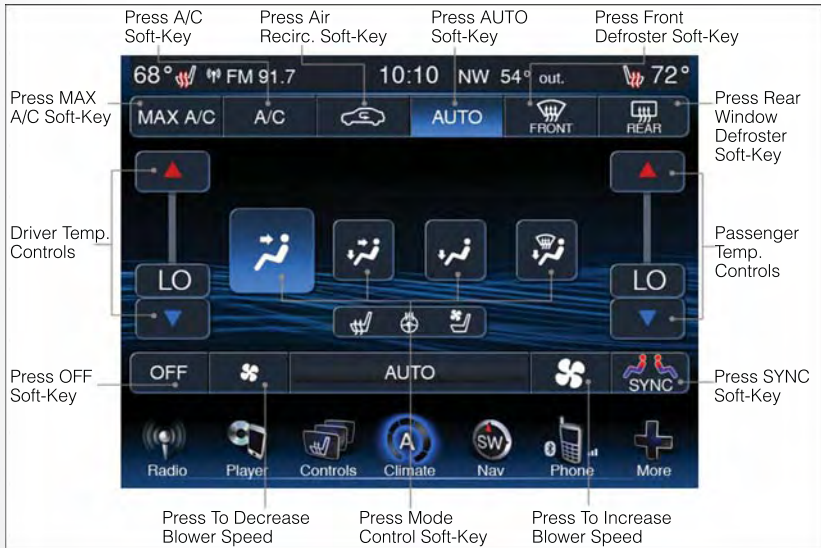 Press A/C
Soft-Key
Press Air
Recirc. Soft-Key
Press AUTO
Soft-Key
Press Front
Defroster Soft-Key
68° FM 91.7 10:10 NW 54° out. 72°
Press MAX
A/C Soft-Key
MAX A/C A/C AUTO FRONT REAR
Press Rear
Window
Defroster
Soft-Key
Driver Temp.
Controls
Passenger
Temp.
Controls
LO LO
Press OFF
Soft-Key
OFF AUTO SYNC
Press SYNC
Soft-Key
A SW
Radio Player Controls Climate Nav Phone More
Press To Decrease
Blower Speed
Press Mode
Control Soft-Key
Press To Increase
Blower Speed